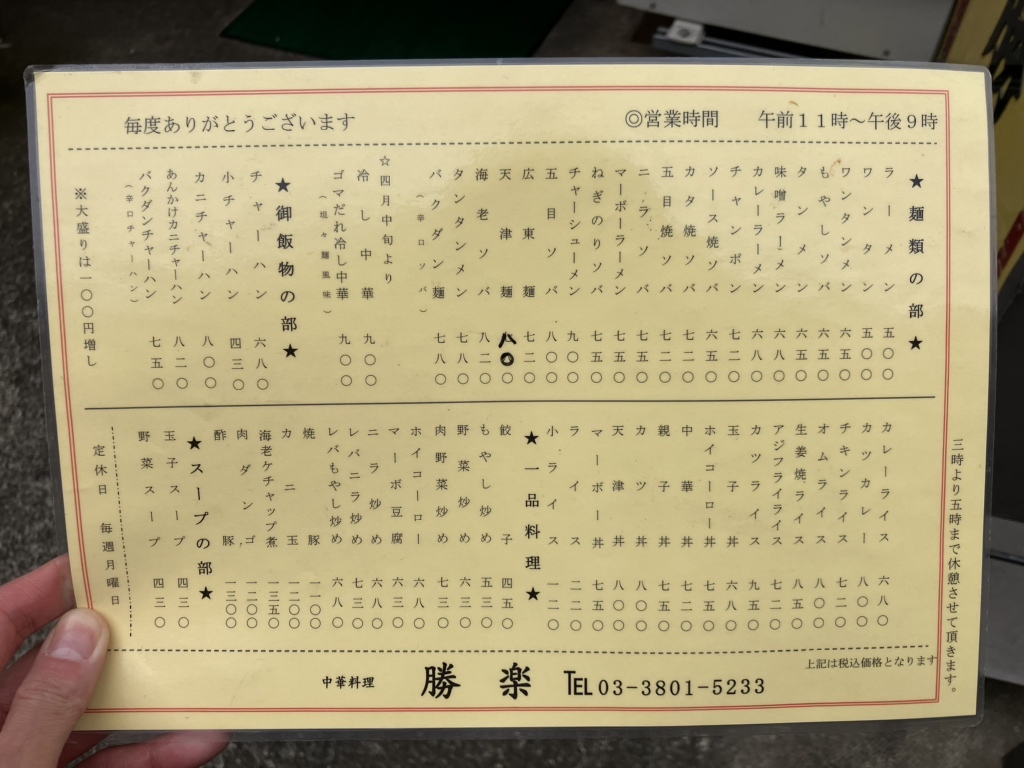 毎度ありがとうございます
◎営業時間　午前11時～午後9時
★麺類の部★
ラーメン 五〇〇
ワンタン 五〇〇
ワンタンメン 六五〇
もやしソバ 六五〇
タンメン 六五〇
味噌ラーメン 六八〇
カレーラーメン 六八〇
チャンポン 七二〇
ソース焼ソバ 六五〇
カタ焼ソバ 七二〇
五目焼ソバ 七二〇
ニラソバ 六五〇
マーボーラーメン 七五〇
ねぎのりソバ 七五〇
チャーシューメン 九〇〇
五目ソバ 八〇〇
広東麺 七二〇
天津麺 八〇〇
海老ソバ 八二〇
タンタンメン 七八〇
バクダン麺 七八〇
（辛口ソバ）
☆四月中旬より
冷し中華 九〇〇
ゴマだれ冷し中華 九〇〇
（坦々麺風味）
★御飯物の部★
チャーハン 六八〇
小チャーハン 四三〇
カニチャーハン 八〇〇
あんかけカニチャーハン 八二〇
バクダンチャーハン 七五〇
（辛口チャーハン）
※大盛りは一〇〇円増し
三時より五時まで休憩させて頂きます。
カレーライス 六八〇
カツカレー 八〇〇
チキンライス 七二〇
オムライス 八〇〇
生姜焼ライス 八五〇
アジフライライス 七二〇
カツライス 九五〇
玉子丼 六八〇
ホイコーロー丼 七五〇
中華丼 七二〇
親子丼 七五〇
カツ丼 八〇〇
天津丼 八〇〇
マーボー丼 七五〇
ライス 二二〇
小ライス 一二〇
★一品料理★
餃子 四五〇
もやし炒め 五三〇
野菜炒め 六三〇
肉野菜炒め 七三〇
ホイコーロー 六八〇
マーボ豆腐 六三〇
ニラ炒め 六八〇
レバニラ炒め 七三〇
レバもやし炒め 六八〇
焼豚 一一〇〇
カニ玉 一二〇〇
海老ケチャップ煮 一三五〇
肉ダンゴ 一二〇〇
酢豚 一三〇〇
★スープの部★
玉子スープ 四三〇
野菜スープ 四三〇
定休日　毎週月曜日
上記は税込価格となります
中華料理　勝楽　TEL 03-3801-5233